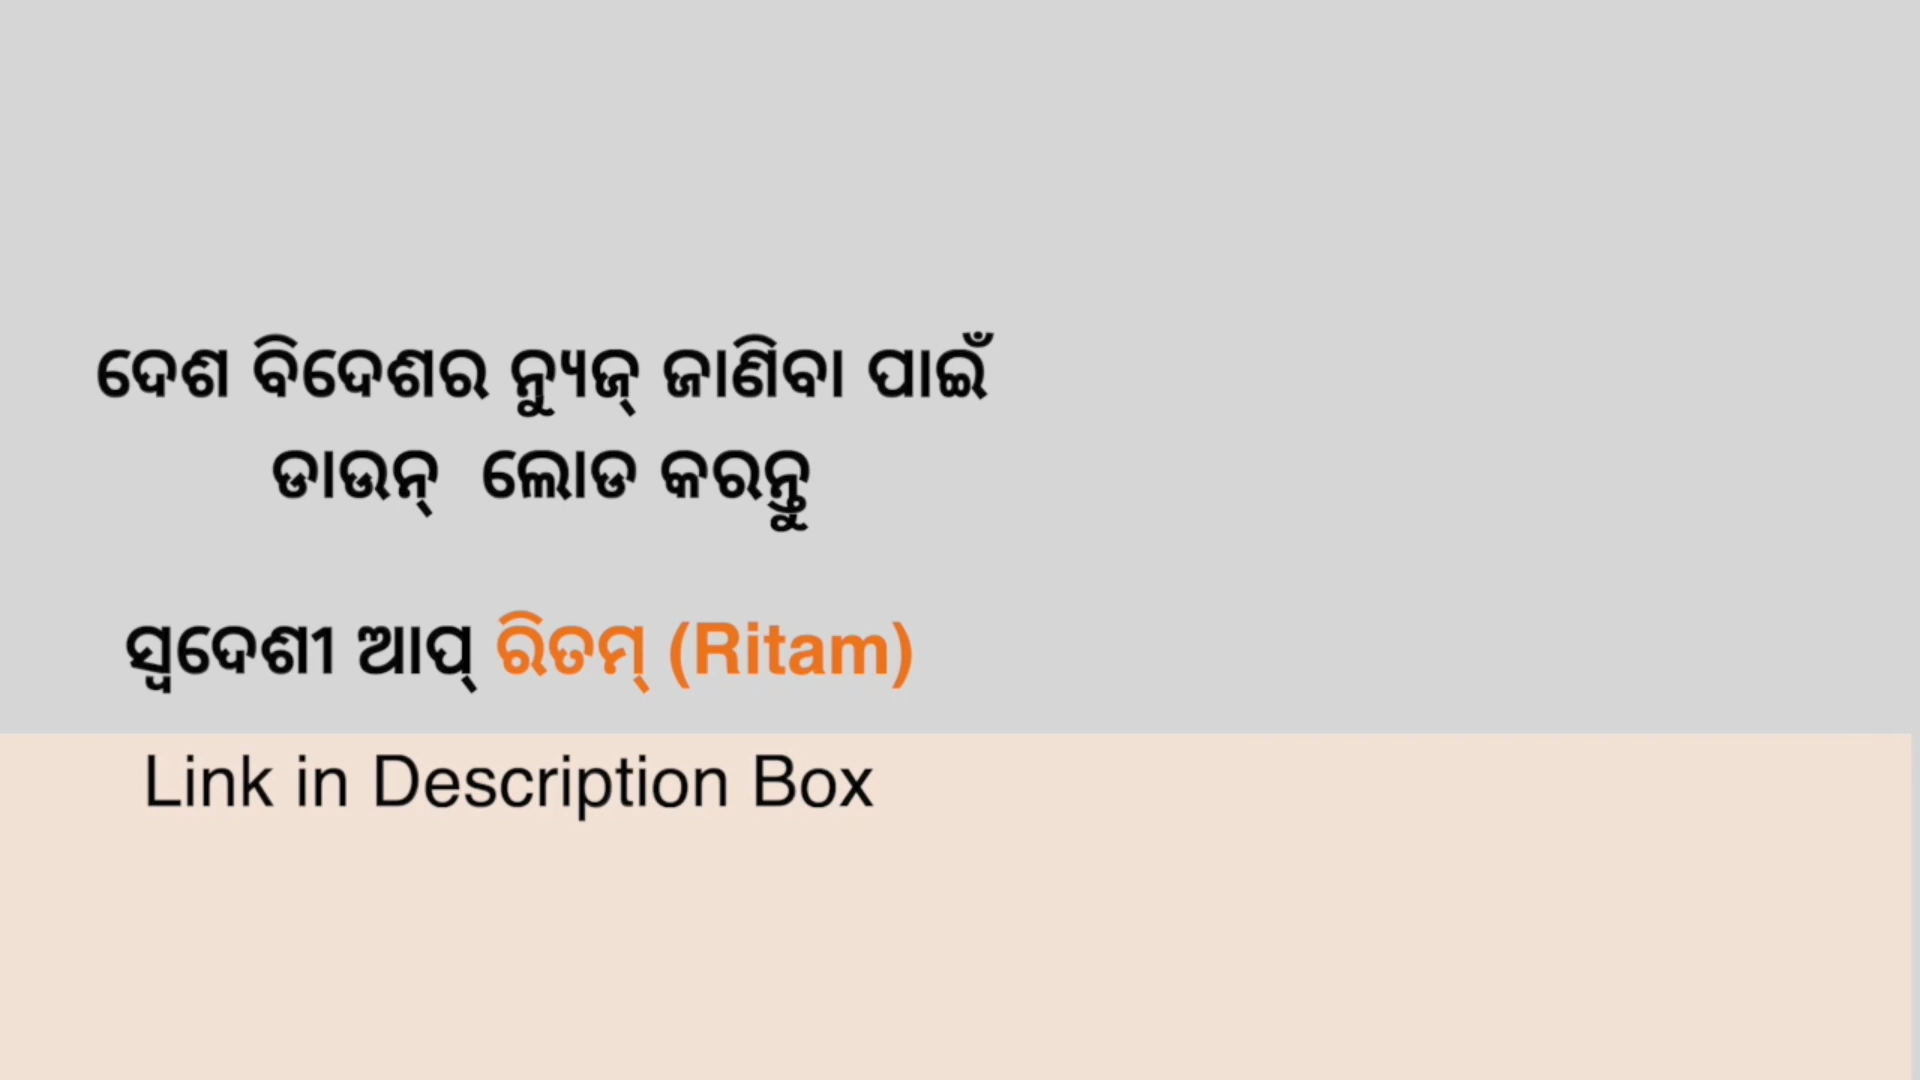 ଦେଶ ବିଦେଶର ନ୍ୟୁଜ୍ ଜାଣିବା ପାଇଁ
ଡାଉନ୍ ଲୋଡ କରନ୍ତୁ
ସ୍ୱଦେଶୀ ଆପ୍ ରିତମ୍ (Ritam)
Link in Description Box